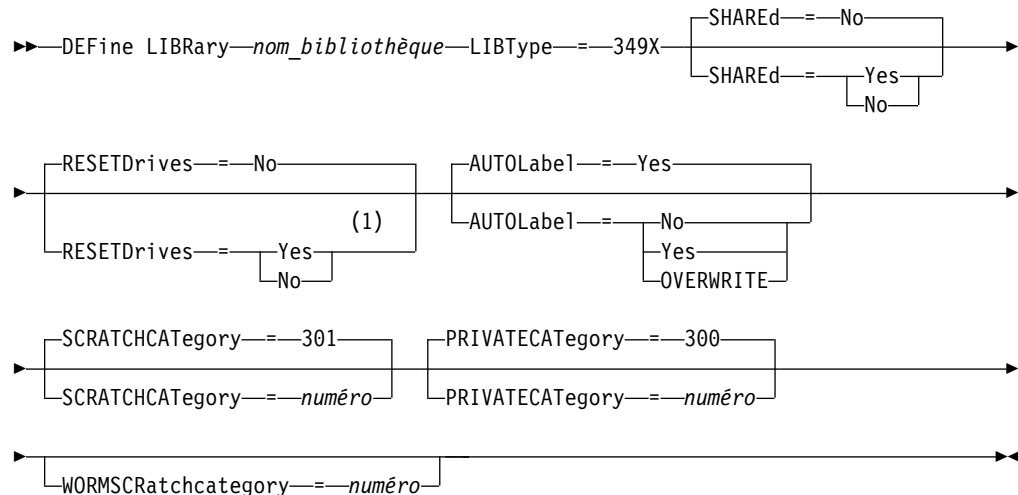 SHAREd = No
DEFine LIBRary nom_bibliothèque LIBType = 349X
SHAREd = Yes
No
RESETDrives = No
AUTOLabel = Yes
(1)
RESETDrives = Yes
No
AUTOLabel = No
Yes
OVERWRITE
SCRATCHCATegory = 301
PRIVATECATegory = 300
SCRATCHCATegory = numéro
PRIVATECATegory = numéro
WORMSCRatchcategory = numéro